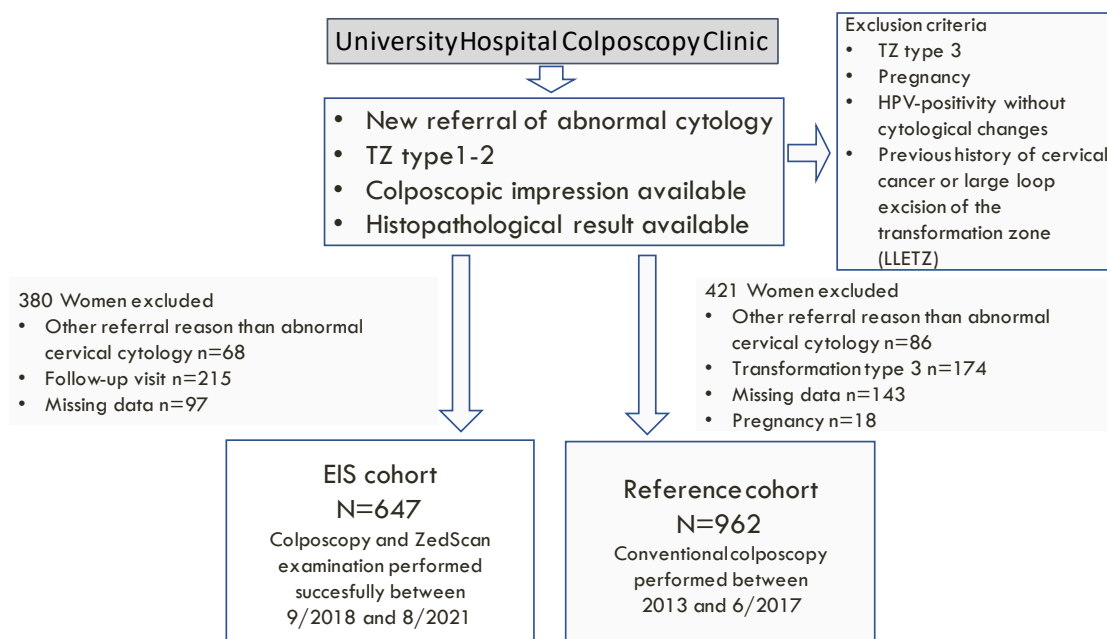 University Hospital Colposcopy Clinic
• New referral of abnormal cytology
• TZ type1-2
• Colposcopic impression available
• Histopathological result available
Exclusion criteria
• TZ type 3
• Pregnancy
• HPV-positivity without
cytological changes
• Previous history of cervical
cancer or large loop
excision of the
transformation zone
(LLETZ)
380 Women excluded
• Other referral reason than abnormal
cervical cytology n=68
• Follow-up visit n=215
• Missing data n=97
421 Women excluded
• Other referral reason than abnormal
cervical cytology n=86
• Transformation type 3 n=174
• Missing data n=143
• Pregnancy n=18
EIS cohort
N=647
Colposcopy and ZedScan
examination performed
succesfully between
9/2018 and 8/2021
Reference cohort
N=962
Conventional colposcopy
performed between
2013 and 6/2017